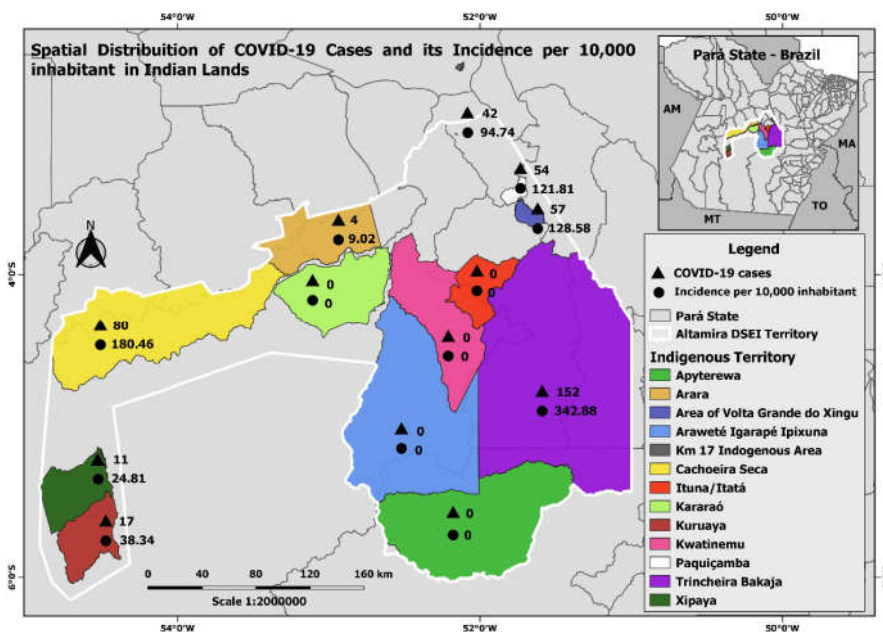 54°W
52°W
50°W
Spatial Distribuition of COVID-19 Cases and its Incidence per 10,000
inhabitant in Indian Lands
Pará State - Brazil
AM
MA
MT
TO
42
94.74
54
121.81
57
128.58
N
4
9.02
4°S
4°S
0
0
0
0
80
180.46
0
0
152
342.88
0
0
11
24.81
17
38.34
0
0
6°S
6°S
0 40 80 120 160 km
Scale 1:2000000
54°W
52°W
50°W
Legend
COVID-19 cases
Incidence per 10,000 inhabitant
Pará State
Altamira DSEI Territory
Indigenous Territory
Apyterewa
Arara
Area of Volta Grande do Xingu
Araweté Igarapé Ipixuna
Km 17 Indogenous Area
Cachoeira Seca
Ituna/Itatá
Kararaó
Kuruaya
Kwatinemu
Paquiçamba
Trincheira Bakaja
Xipaya